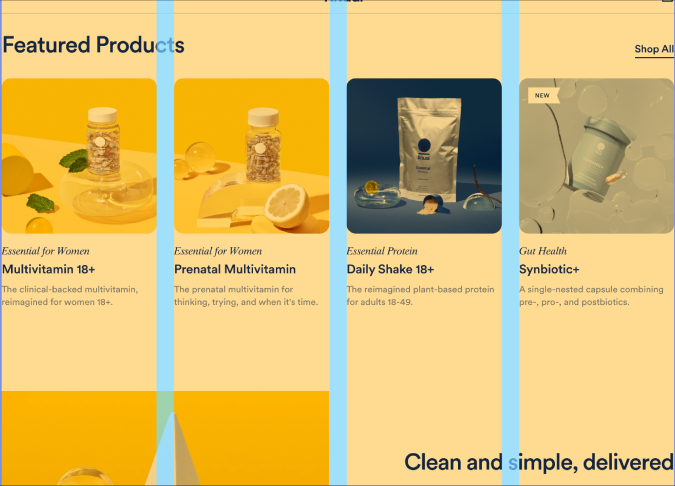 Featured Products
Shop All
NEW
Essential for Women
Multivitamin 18+
The clinical-backed multivitamin,
reimagined for women 18+.
Essential for Women
Prenatal Multivitamin
The prenatal multivitamin for
thinking, trying, and when it's time.
Essential Protein
Daily Shake 18+
The reimagined plant-based protein
for adults 18-49.
Gut Health
Synbiotic+
A single-nested capsule combining
pre-, pro-, and postbiotics.
Clean and simple, delivered